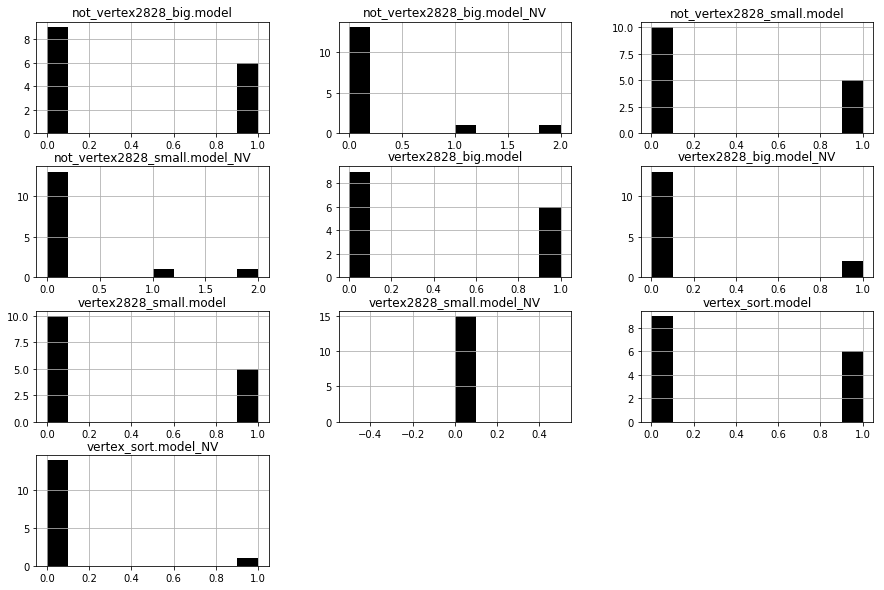 not_vertex2828_big.model
8
6
4
2
0
0.0 0.2 0.4 0.6 0.8 1.0
not_vertex2828_big.model_NV
10
5
0
0.0 0.5 1.0 1.5 2.0
not_vertex2828_small.model
10.0
7.5
5.0
2.5
0.0
0.0 0.2 0.4 0.6 0.8 1.0
not_vertex2828_small.model_NV
10
5
0
0.0 0.5 1.0 1.5 2.0
vertex2828_big.model
8
6
4
2
0
0.0 0.2 0.4 0.6 0.8 1.0
vertex2828_big.model_NV
10
5
0
0.0 0.2 0.4 0.6 0.8 1.0
vertex2828_small.model
10.0
7.5
5.0
2.5
0.0
0.0 0.2 0.4 0.6 0.8 1.0
vertex2828_small.model_NV
15
10
5
0
−0.4 −0.2 0.0 0.2 0.4
vertex_sort.model
8
6
4
2
0
0.0 0.2 0.4 0.6 0.8 1.0
vertex_sort.model_NV
10
5
0
0.0 0.2 0.4 0.6 0.8 1.0